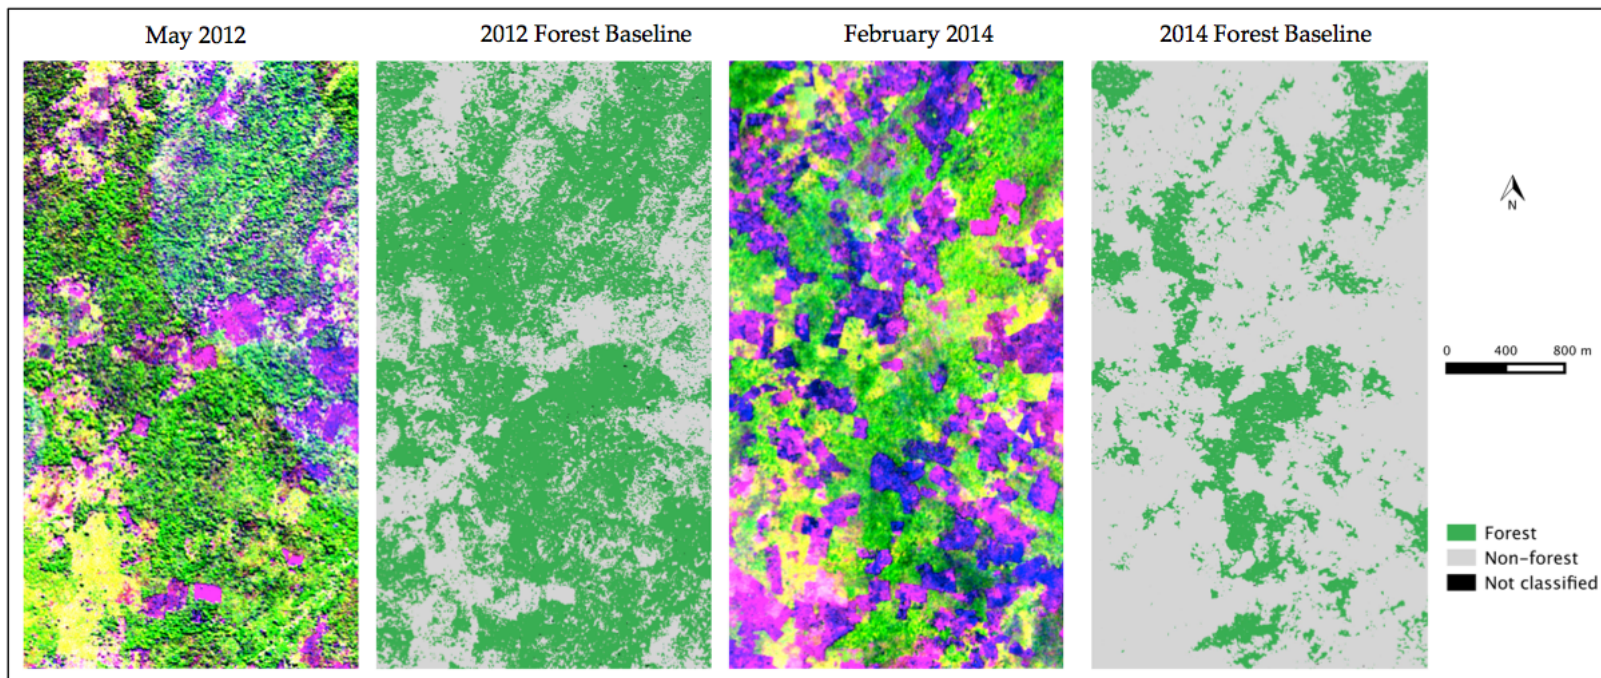 May 2012
2012 Forest Baseline
February 2014
2014 Forest Baseline
N
0 400 800 m
Forest
Non-forest
Not classified